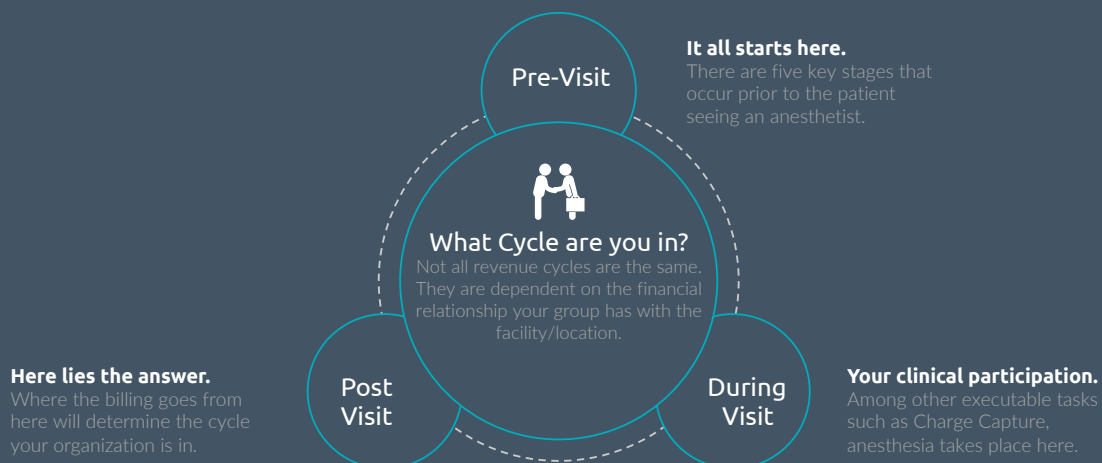 Pre-Visit
It all starts here.
There are five key stages that
occur prior to the patient
seeing an anesthetist.
What Cycle are you in?
Not all revenue cycles are the same.
They are dependent on the financial
relationship your group has with the
facility/location.
Here lies the answer.
Where the billing goes from
here will determine the cycle
your organization is in.
Post
Visit
During
Visit
Your clinical participation.
Among other executable tasks
such as Charge Capture,
anesthesia takes place here.